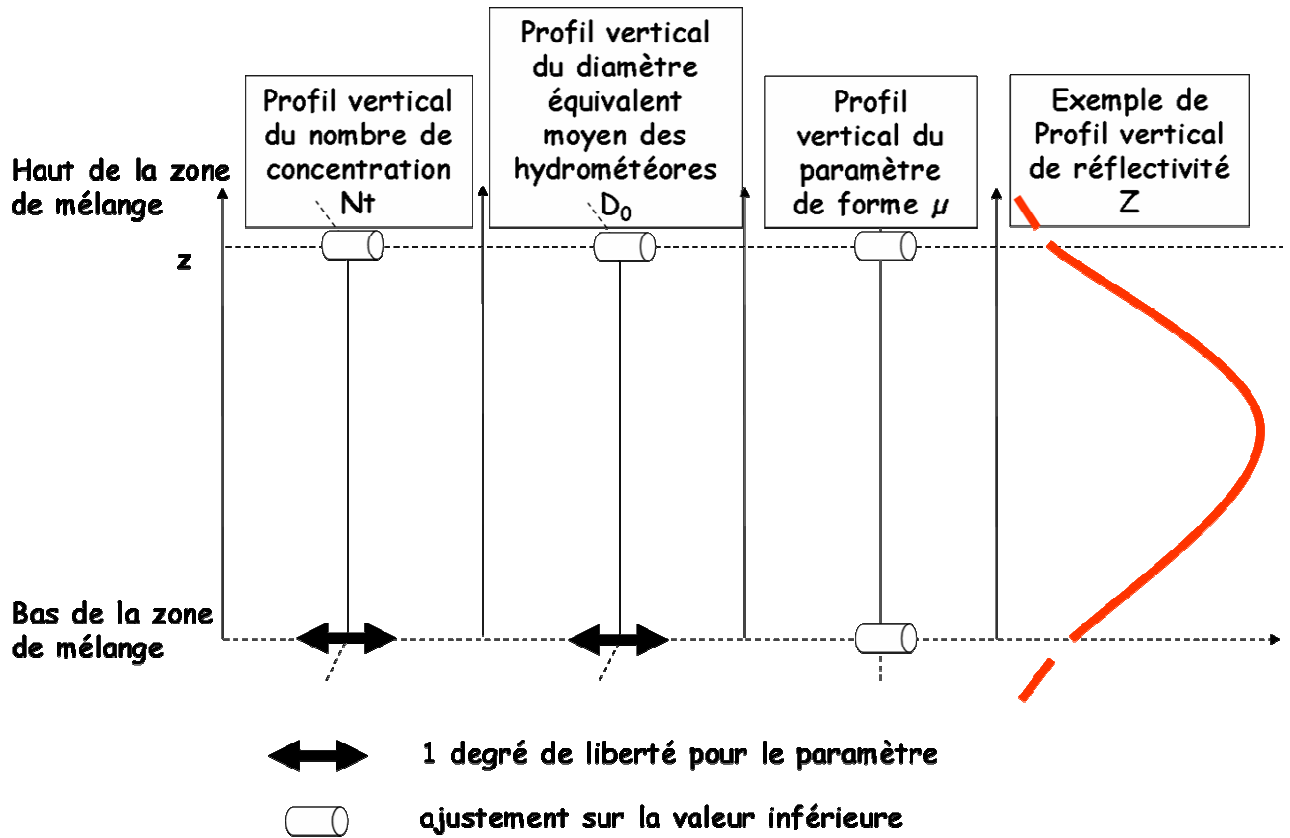 Profil vertical
du nombre de
concentration
Nt
Profil vertical
du diamètre
équivalent
moyen des
hydrométéores
D₀
Profil
vertical du
paramètre
de forme μ
Exemple de
Profil vertical
de réflectivité
Z
Haut de la zone
de mélange
z
Bas de la zone
de mélange
1 degré de liberté pour le paramètre
ajustement sur la valeur inférieure